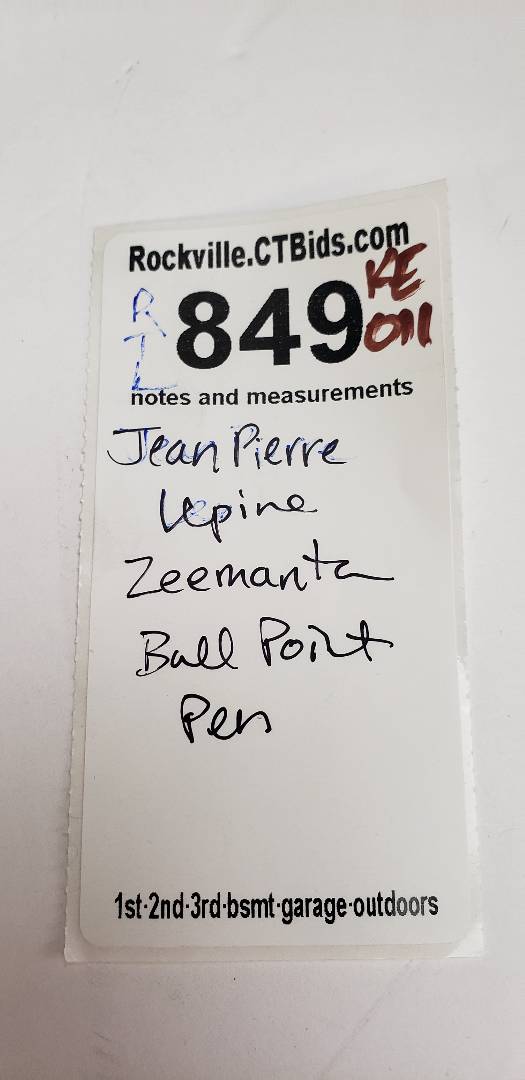 Rockville.CTBids.com
RTL 849 KE
011
notes and measurements
Jean Pierre
Lepine
Zeemanta
Ball Point
Pen
1st·2nd·3rd·bsmt·garage·outdoors